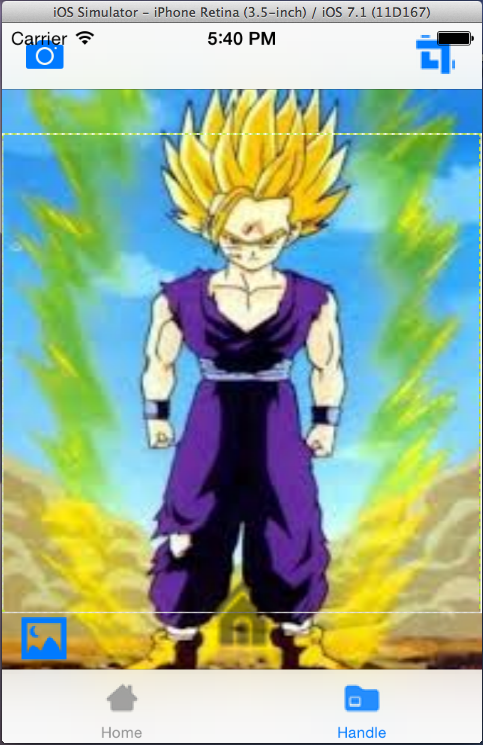 iOS Simulator – iPhone Retina (3.5-inch) / iOS 7.1 (11D167)
Carrier 5:40 PM
Home Handle